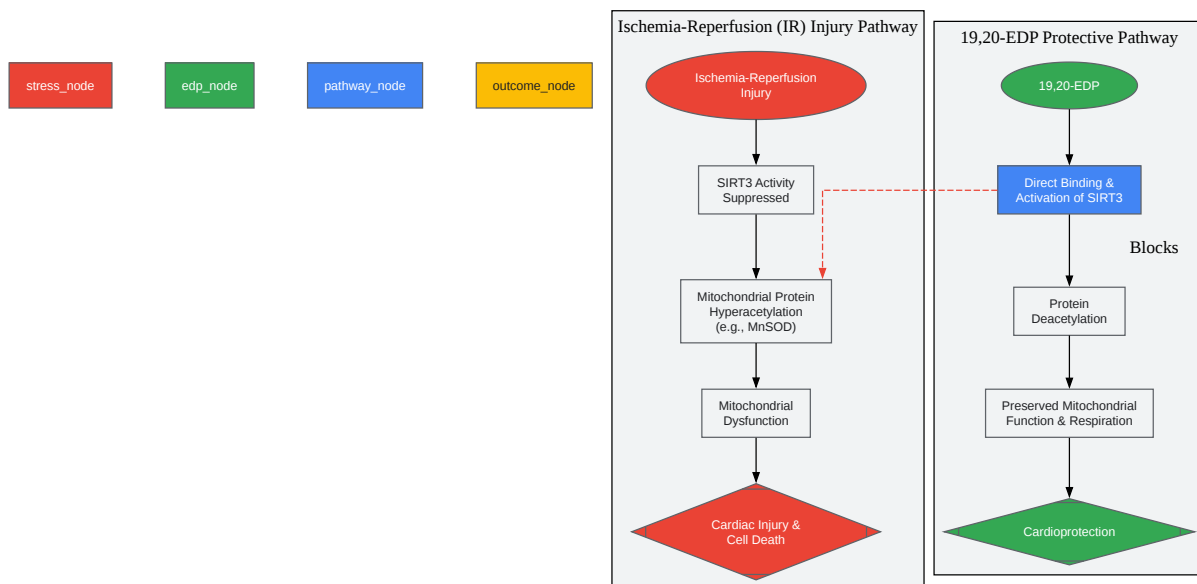 stress_node
edp_node
pathway_node
outcome_node
Ischemia-Reperfusion (IR) Injury Pathway
Ischemia-Reperfusion
Injury
SIRT3 Activity
Suppressed
Mitochondrial Protein
Hyperacetylation
(e.g., MnSOD)
Mitochondrial
Dysfunction
Cardiac Injury &
Cell Death
19,20-EDP Protective Pathway
19,20-EDP
Direct Binding &
Activation of SIRT3
Blocks
Protein
Deacetylation
Preserved Mitochondrial
Function & Respiration
Cardioprotection